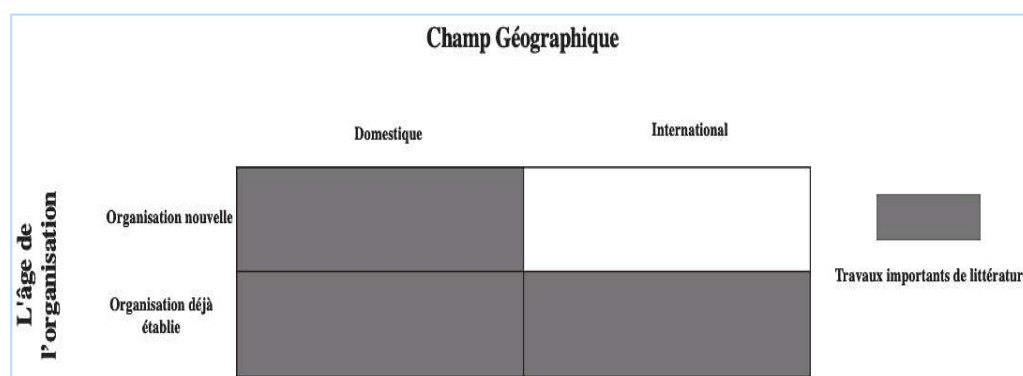 Champ Géographique
Domestique
International
L'âge de
l'organisation
Organisation nouvelle
Organisation déjà
établie
Travaux importants de littératur